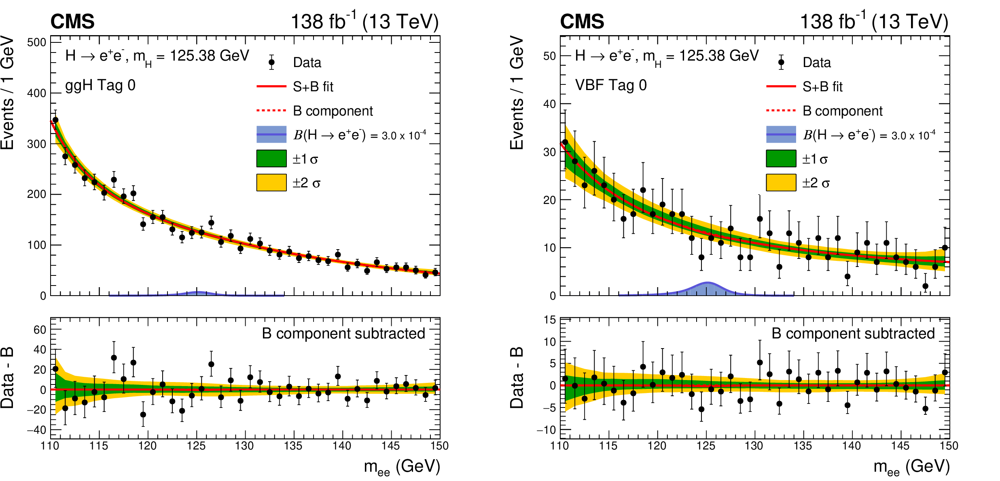 CMS 138 fb⁻¹ (13 TeV)
Events / 1 GeV
500
400
300
200
100
0
H → e⁺e⁻, m_H = 125.38 GeV
ggH Tag 0
Data
S+B fit
B component
B(H → e⁺e⁻) = 3.0 x 10⁻⁴
±1 σ
±2 σ
Data - B
60
40
20
0
−20
−40
B component subtracted
110 115 120 125 130 135 140 145 150
m_ee (GeV)
CMS 138 fb⁻¹ (13 TeV)
Events / 1 GeV
50
40
30
20
10
0
H → e⁺e⁻, m_H = 125.38 GeV
VBF Tag 0
Data
S+B fit
B component
B(H → e⁺e⁻) = 3.0 x 10⁻⁴
±1 σ
±2 σ
Data - B
15
10
5
0
−5
−10
B component subtracted
110 115 120 125 130 135 140 145 150
m_ee (GeV)